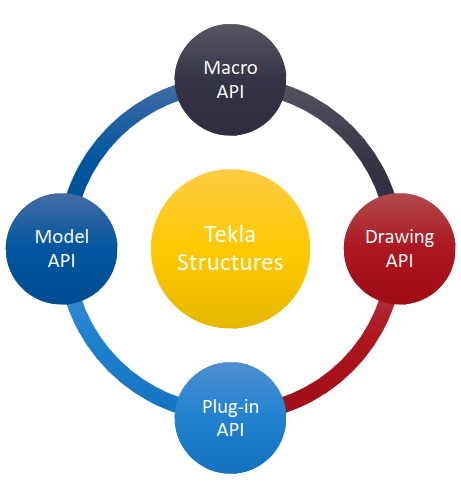 Macro
API
Model
API
Tekla
Structures
Drawing
API
Plug-in
API